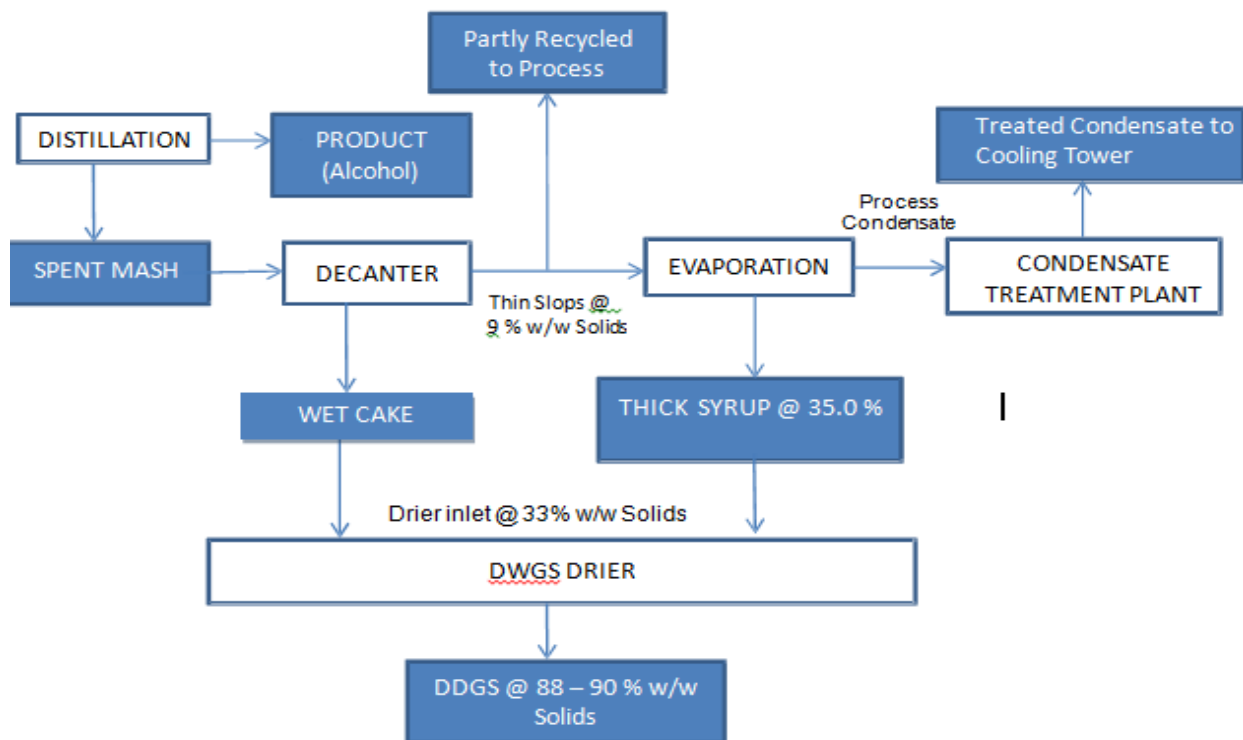 Partly Recycled
to Process
DISTILLATION
PRODUCT
(Alcohol)
Treated Condensate to
Cooling Tower
Process
Condensate
SPENT MASH
DECANTER
EVAPORATION
CONDENSATE
TREATMENT PLANT
Thin Slops @
9 % w/w Solids
WET CAKE
THICK SYRUP @ 35.0 %
Drier inlet @ 33% w/w Solids
DWGS DRIER
DDGS @ 88 – 90 % w/w
Solids